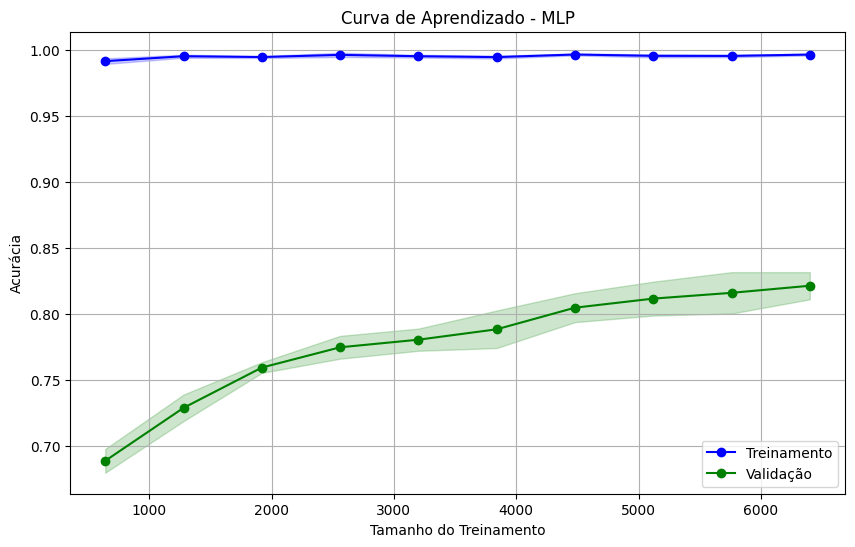 Curva de Aprendizado - MLP
1.00
0.95
0.90
0.85
0.80
0.75
0.70
Acurácia
1000 2000 3000 4000 5000 6000
Tamanho do Treinamento
Treinamento
Validação